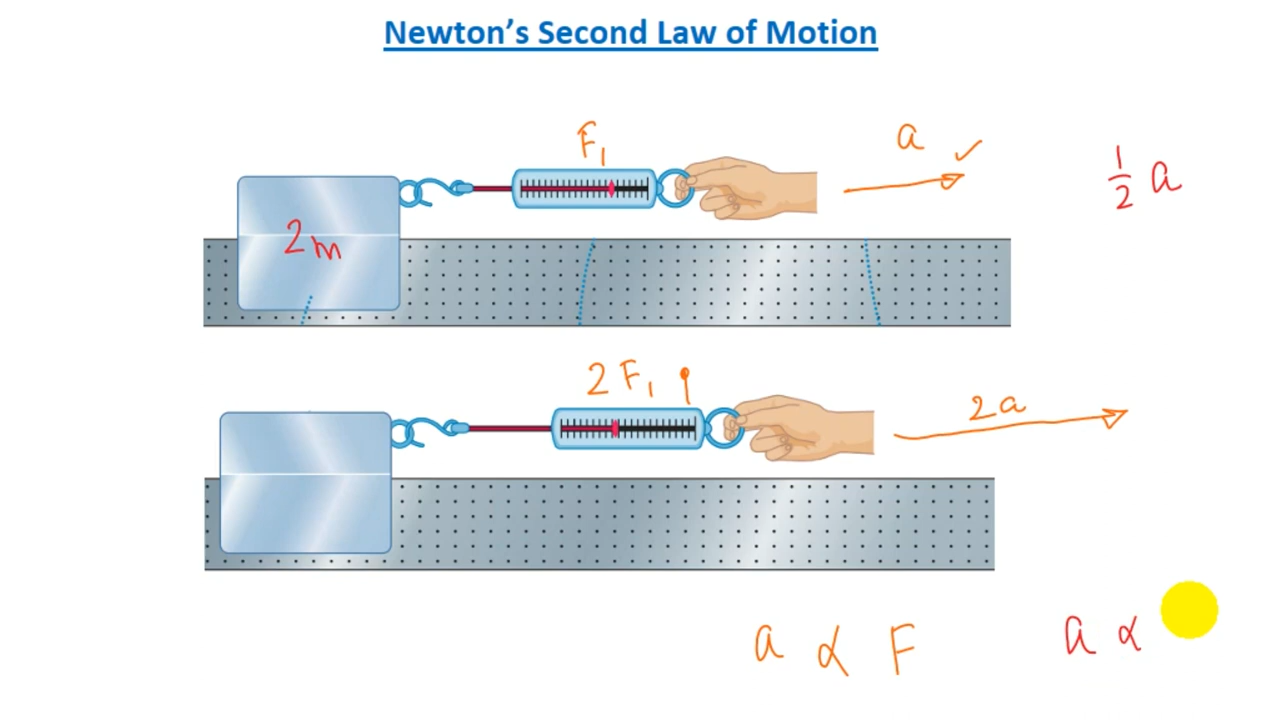 Newton's Second Law of Motion
F₁
a ✓
½ a
2m
2F₁
2a
a ∝ F
a ∝